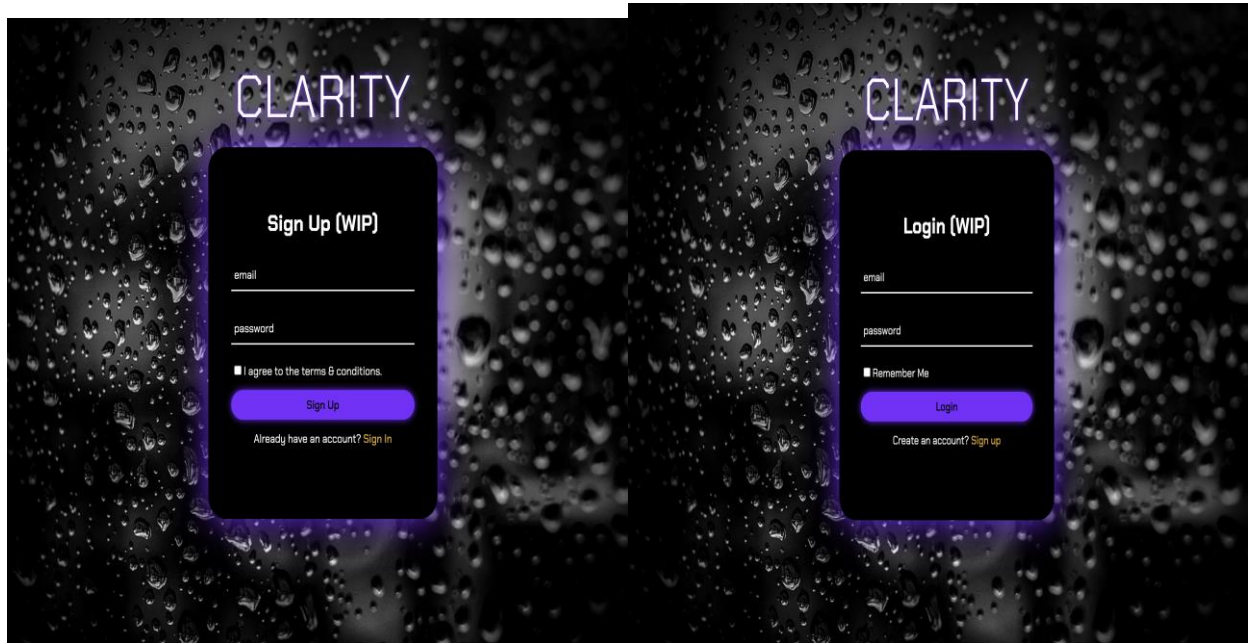 CLARITY
Sign Up (WIP)
email
password
I agree to the terms & conditions.
Sign Up
Already have an account? Sign In
CLARITY
Login (WIP)
email
password
Remember Me
Login
Create an account? Sign up